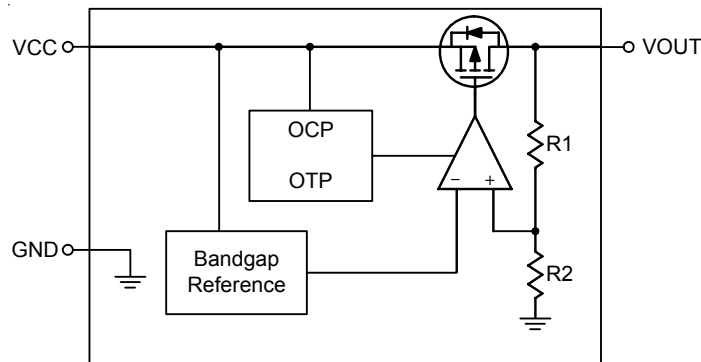 VCC
VOUT
OCP
OTP
R1
− +
GND
Bandgap
Reference
R2